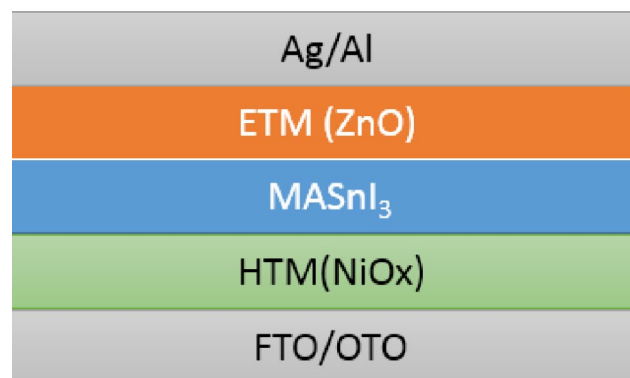 Ag/Al
ETM (ZnO)
MASnI₃
HTM(NiOx)
FTO/OTO